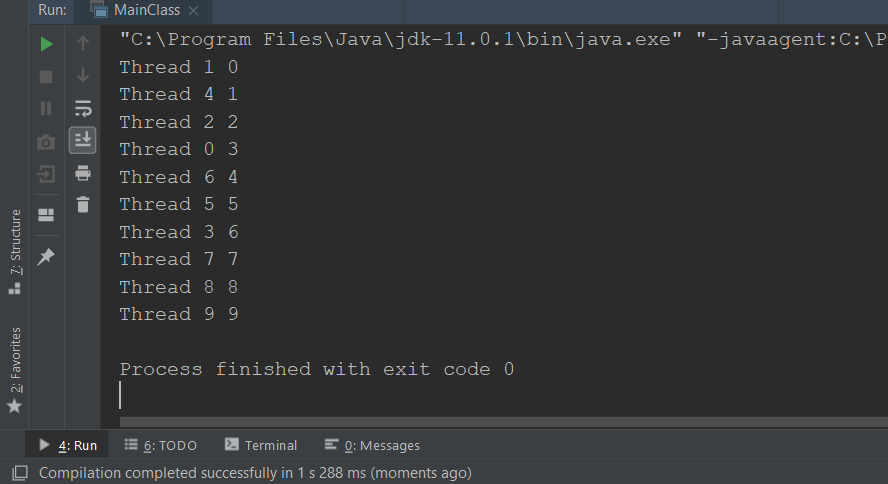 Run: MainClass
"C:\Program Files\Java\jdk-11.0.1\bin\java.exe" "-javaagent:C:\P
Thread 1 0
Thread 4 1
Thread 2 2
Thread 0 3
Thread 6 4
Thread 5 5
Thread 3 6
Thread 7 7
Thread 8 8
Thread 9 9
Process finished with exit code 0
7: Structure
2: Favorites
4: Run 6: TODO Terminal 0: Messages
Compilation completed successfully in 1 s 288 ms (moments ago)